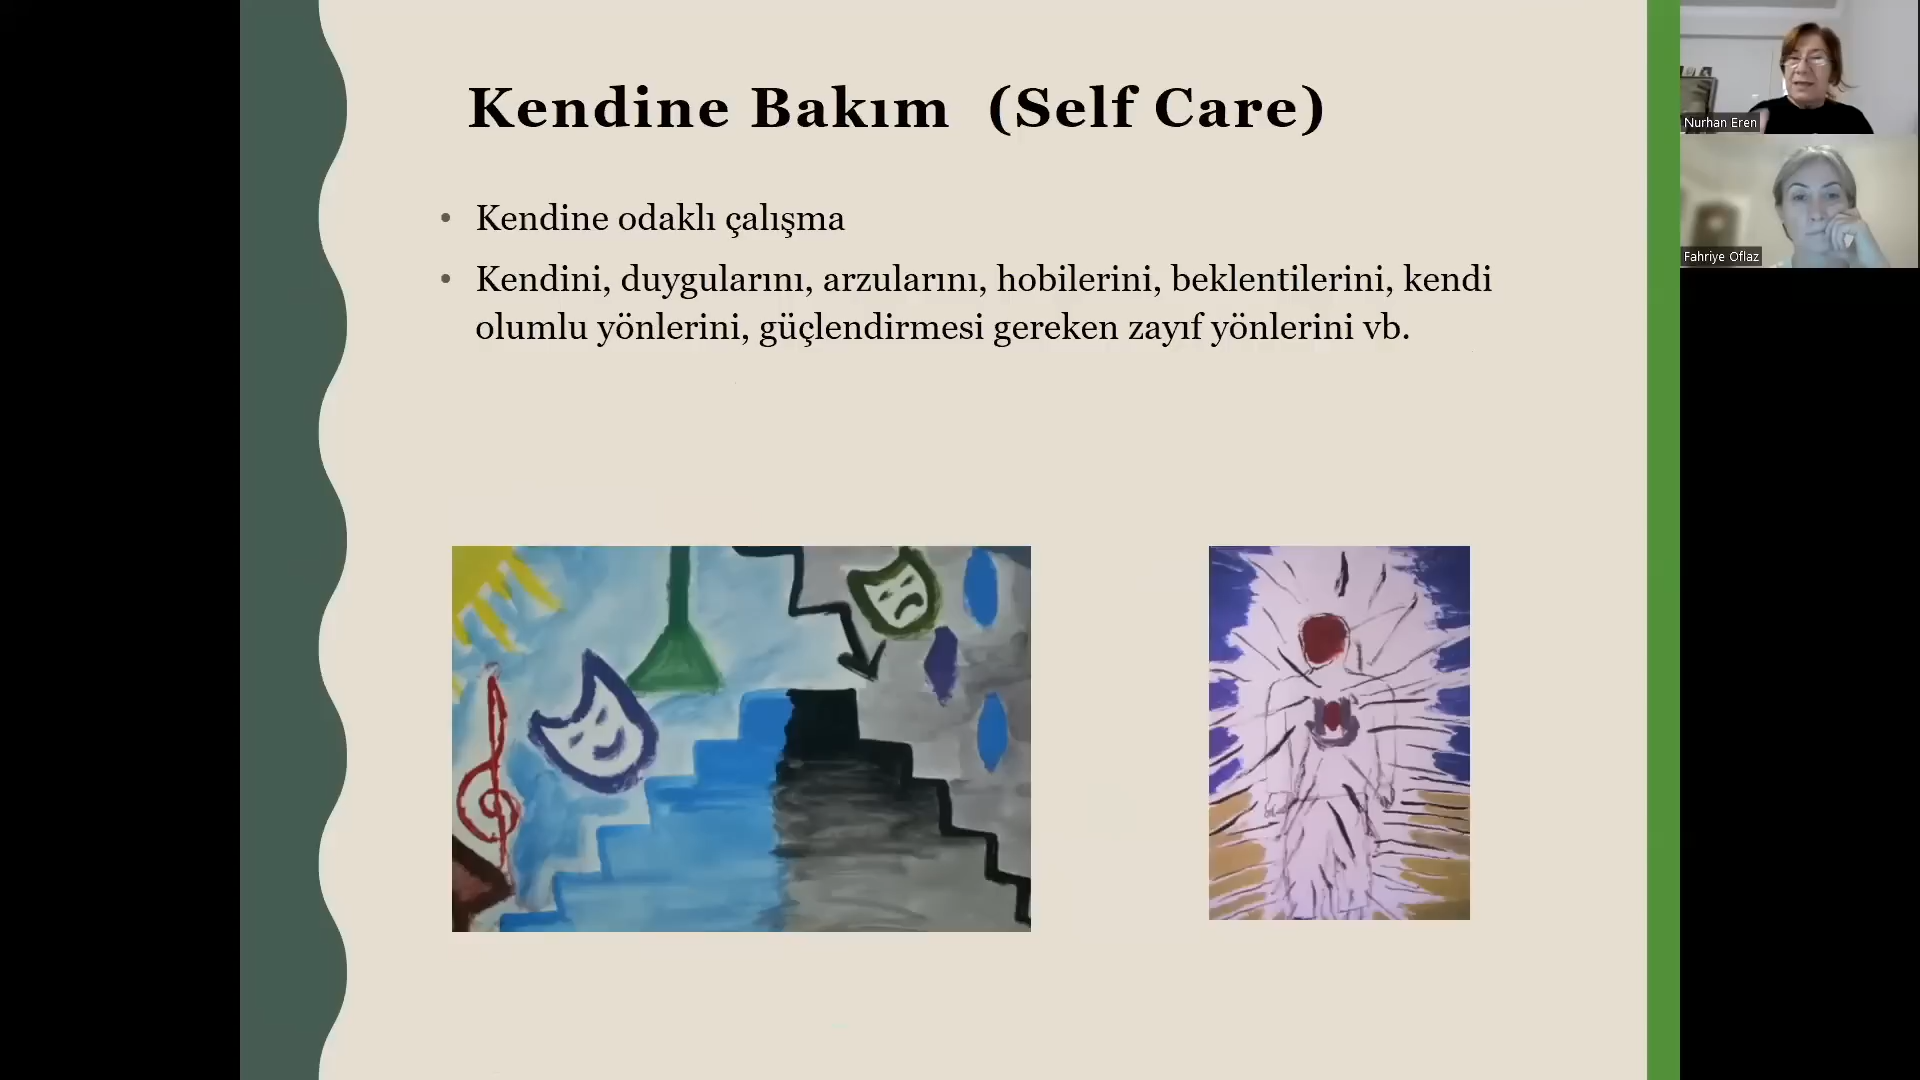 Kendine Bakım (Self Care)
• Kendine odaklı çalışma
• Kendini, duygularını, arzularını, hobilerini, beklentilerini, kendi
olumlu yönlerini, güçlendirmesi gereken zayıf yönlerini vb.
Nurhan Eren
Fahriye Oflaz